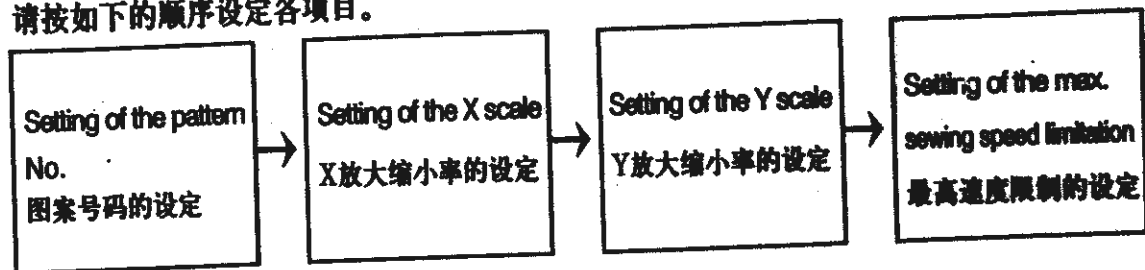 请按如下的顺序设定各项目。
Setting of the pattern
No.
图案号码的设定
Setting of the X scale
X放大缩小率的设定
Setting of the Y scale
Y放大缩小率的设定
Setting of the max.
sewing speed limitation
最高速度限制的设定